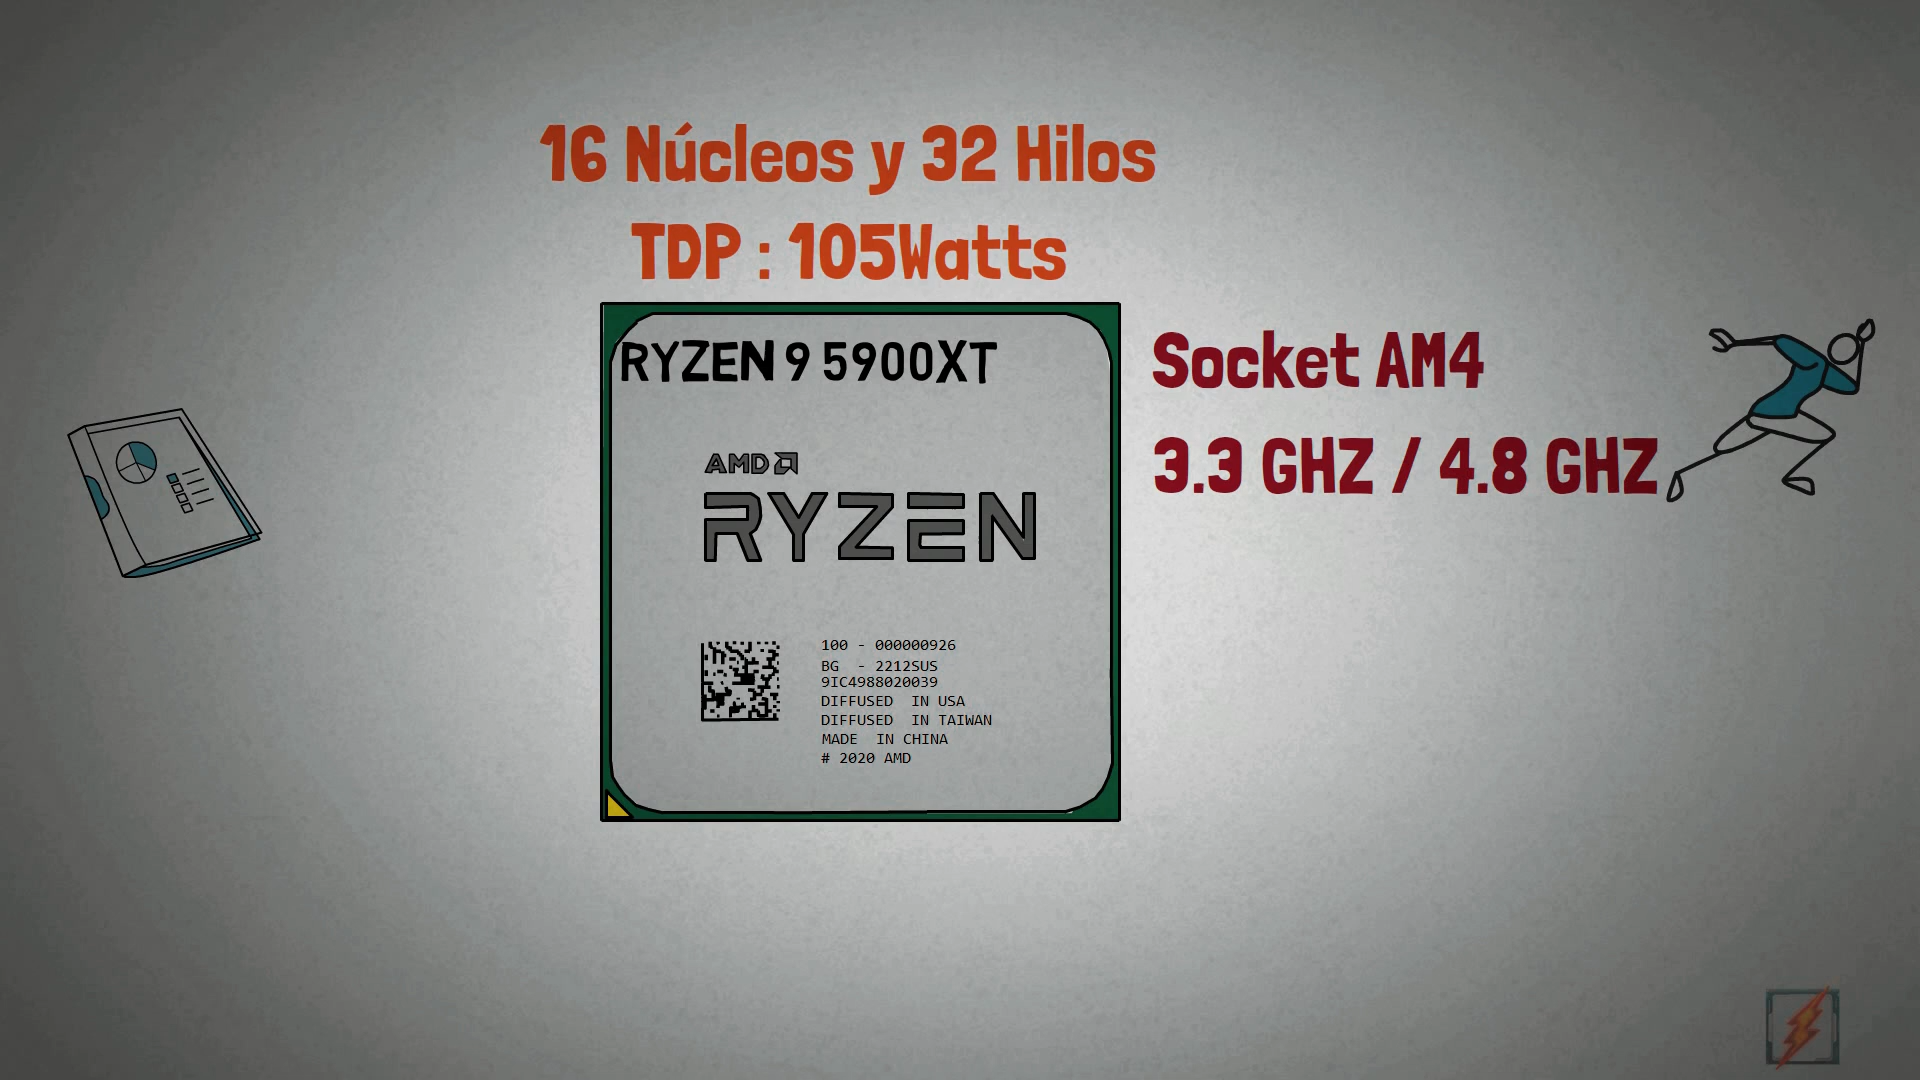 16 Núcleos y 32 Hilos
TDP : 105Watts
RYZEN 9 5900XT
Socket AM4
3.3 GHZ / 4.8 GHZ
AMD
RYZEN
100 - 000000926
BG - 2212SUS
9IC4988020039
DIFFUSED IN USA
DIFFUSED IN TAIWAN
MADE IN CHINA
# 2020 AMD